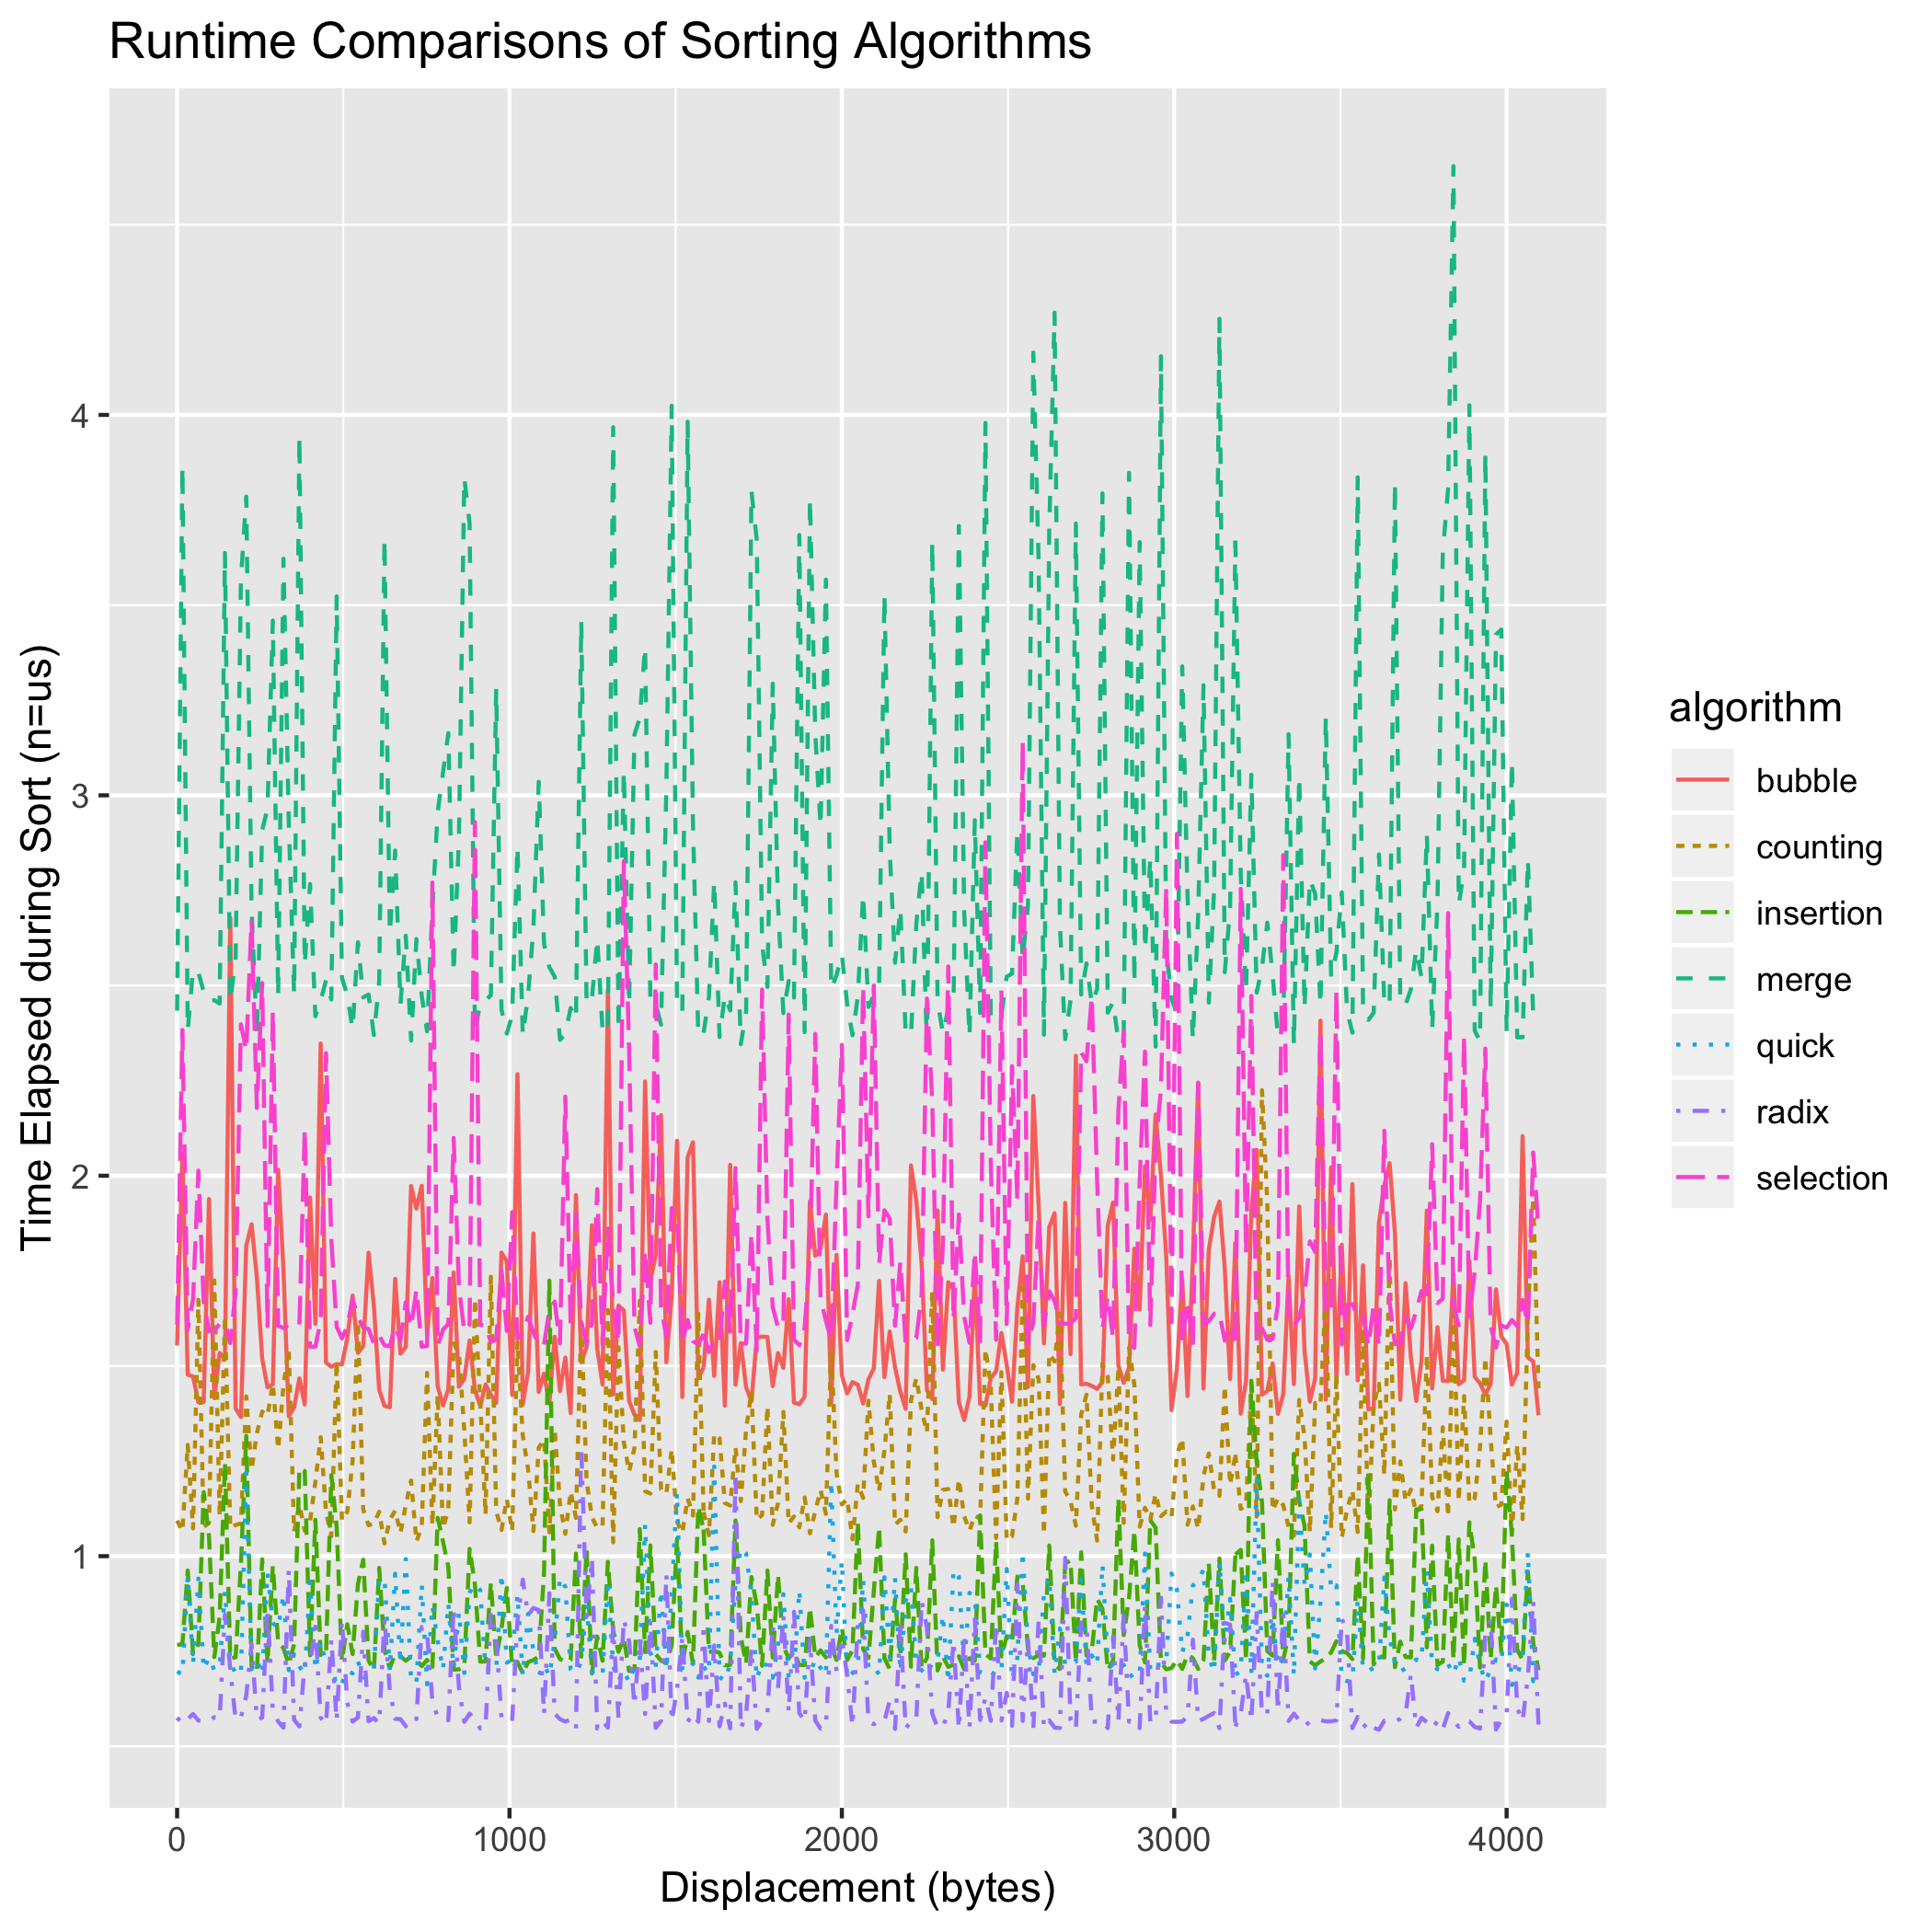 Runtime Comparisons of Sorting Algorithms
Time Elapsed during Sort (n=us)
4
3
2
1
0
1000
2000
3000
4000
Displacement (bytes)
algorithm
bubble
counting
insertion
merge
quick
radix
selection